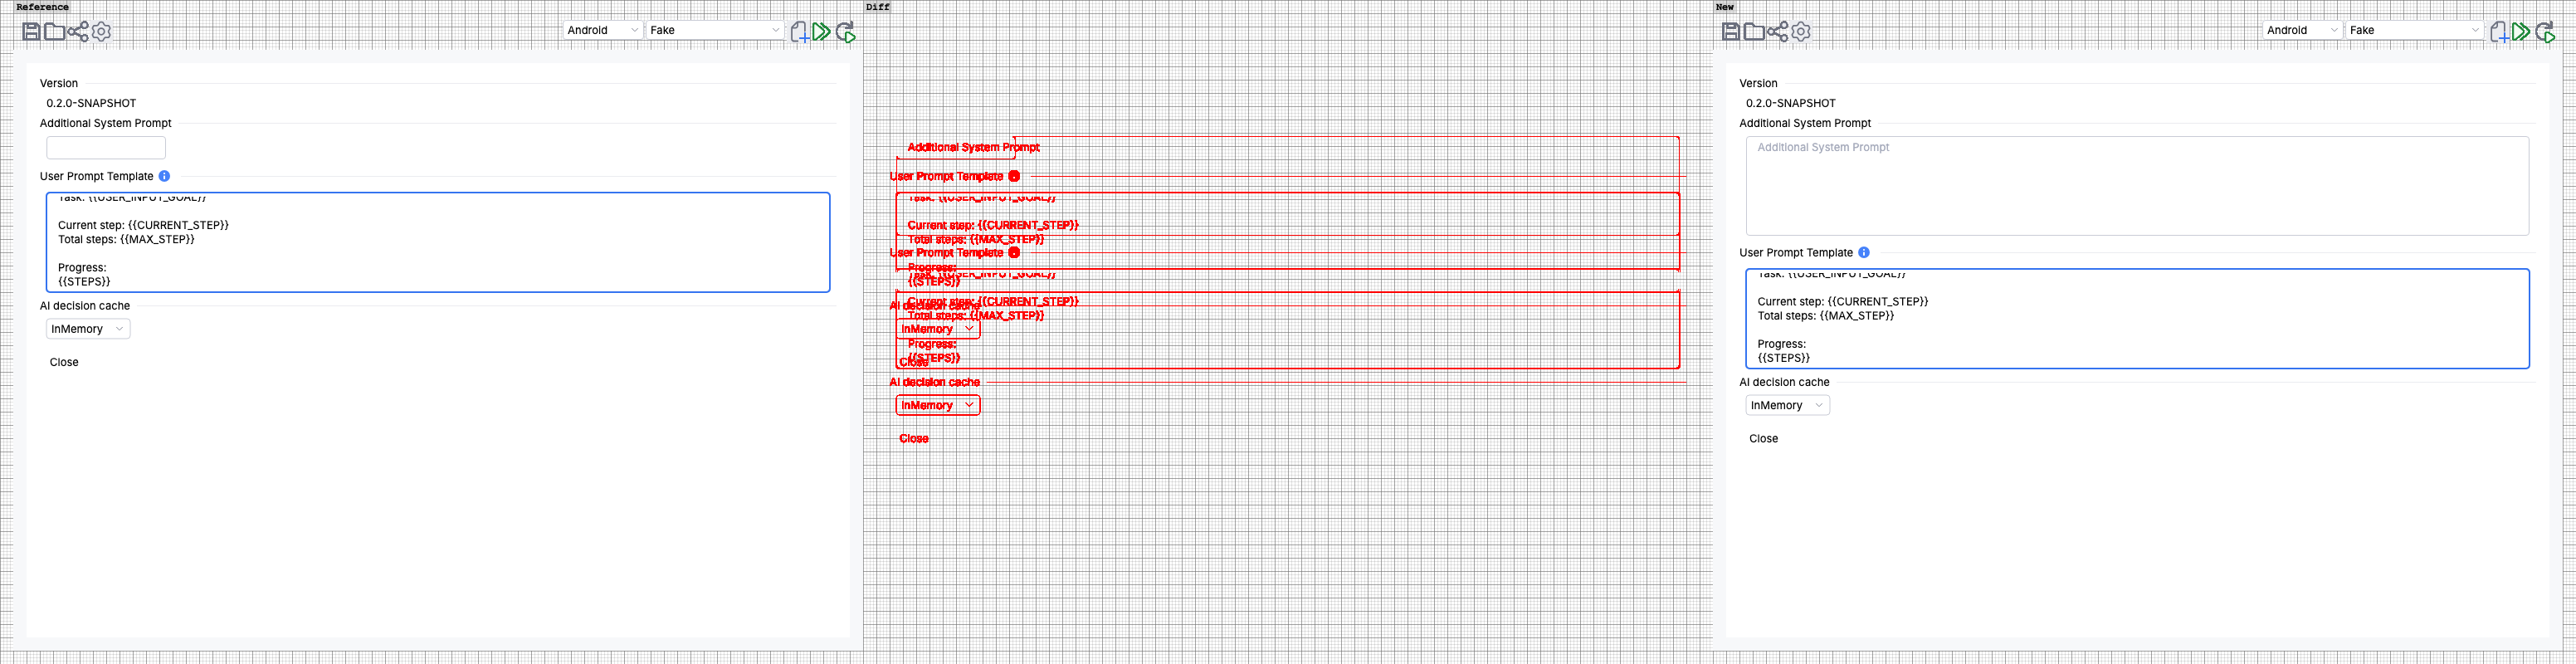 Reference
Android
Fake
Version
0.2.0-SNAPSHOT
Additional System Prompt
User Prompt Template
Task: {{USER_INPUT_GOAL}}
Current step: {{CURRENT_STEP}}
Total steps: {{MAX_STEP}}
Progress:
{{STEPS}}
AI decision cache
InMemory
Close
Diff
Additional System Prompt
User Prompt Template
Task: {{USER_INPUT_GOAL}}
Current step: {{CURRENT_STEP}}
Total steps: {{MAX_STEP}}
User Prompt Template
Progress:
Task: {{USER_INPUT_GOAL}}
{{STEPS}}
Current step: {{CURRENT_STEP}}
AI decision cache
Total steps: {{MAX_STEP}}
InMemory
Progress:
{{STEPS}}
Close
AI decision cache
InMemory
Close
New
Android
Fake
Version
0.2.0-SNAPSHOT
Additional System Prompt
Additional System Prompt
User Prompt Template
Task: {{USER_INPUT_GOAL}}
Current step: {{CURRENT_STEP}}
Total steps: {{MAX_STEP}}
Progress:
{{STEPS}}
AI decision cache
InMemory
Close